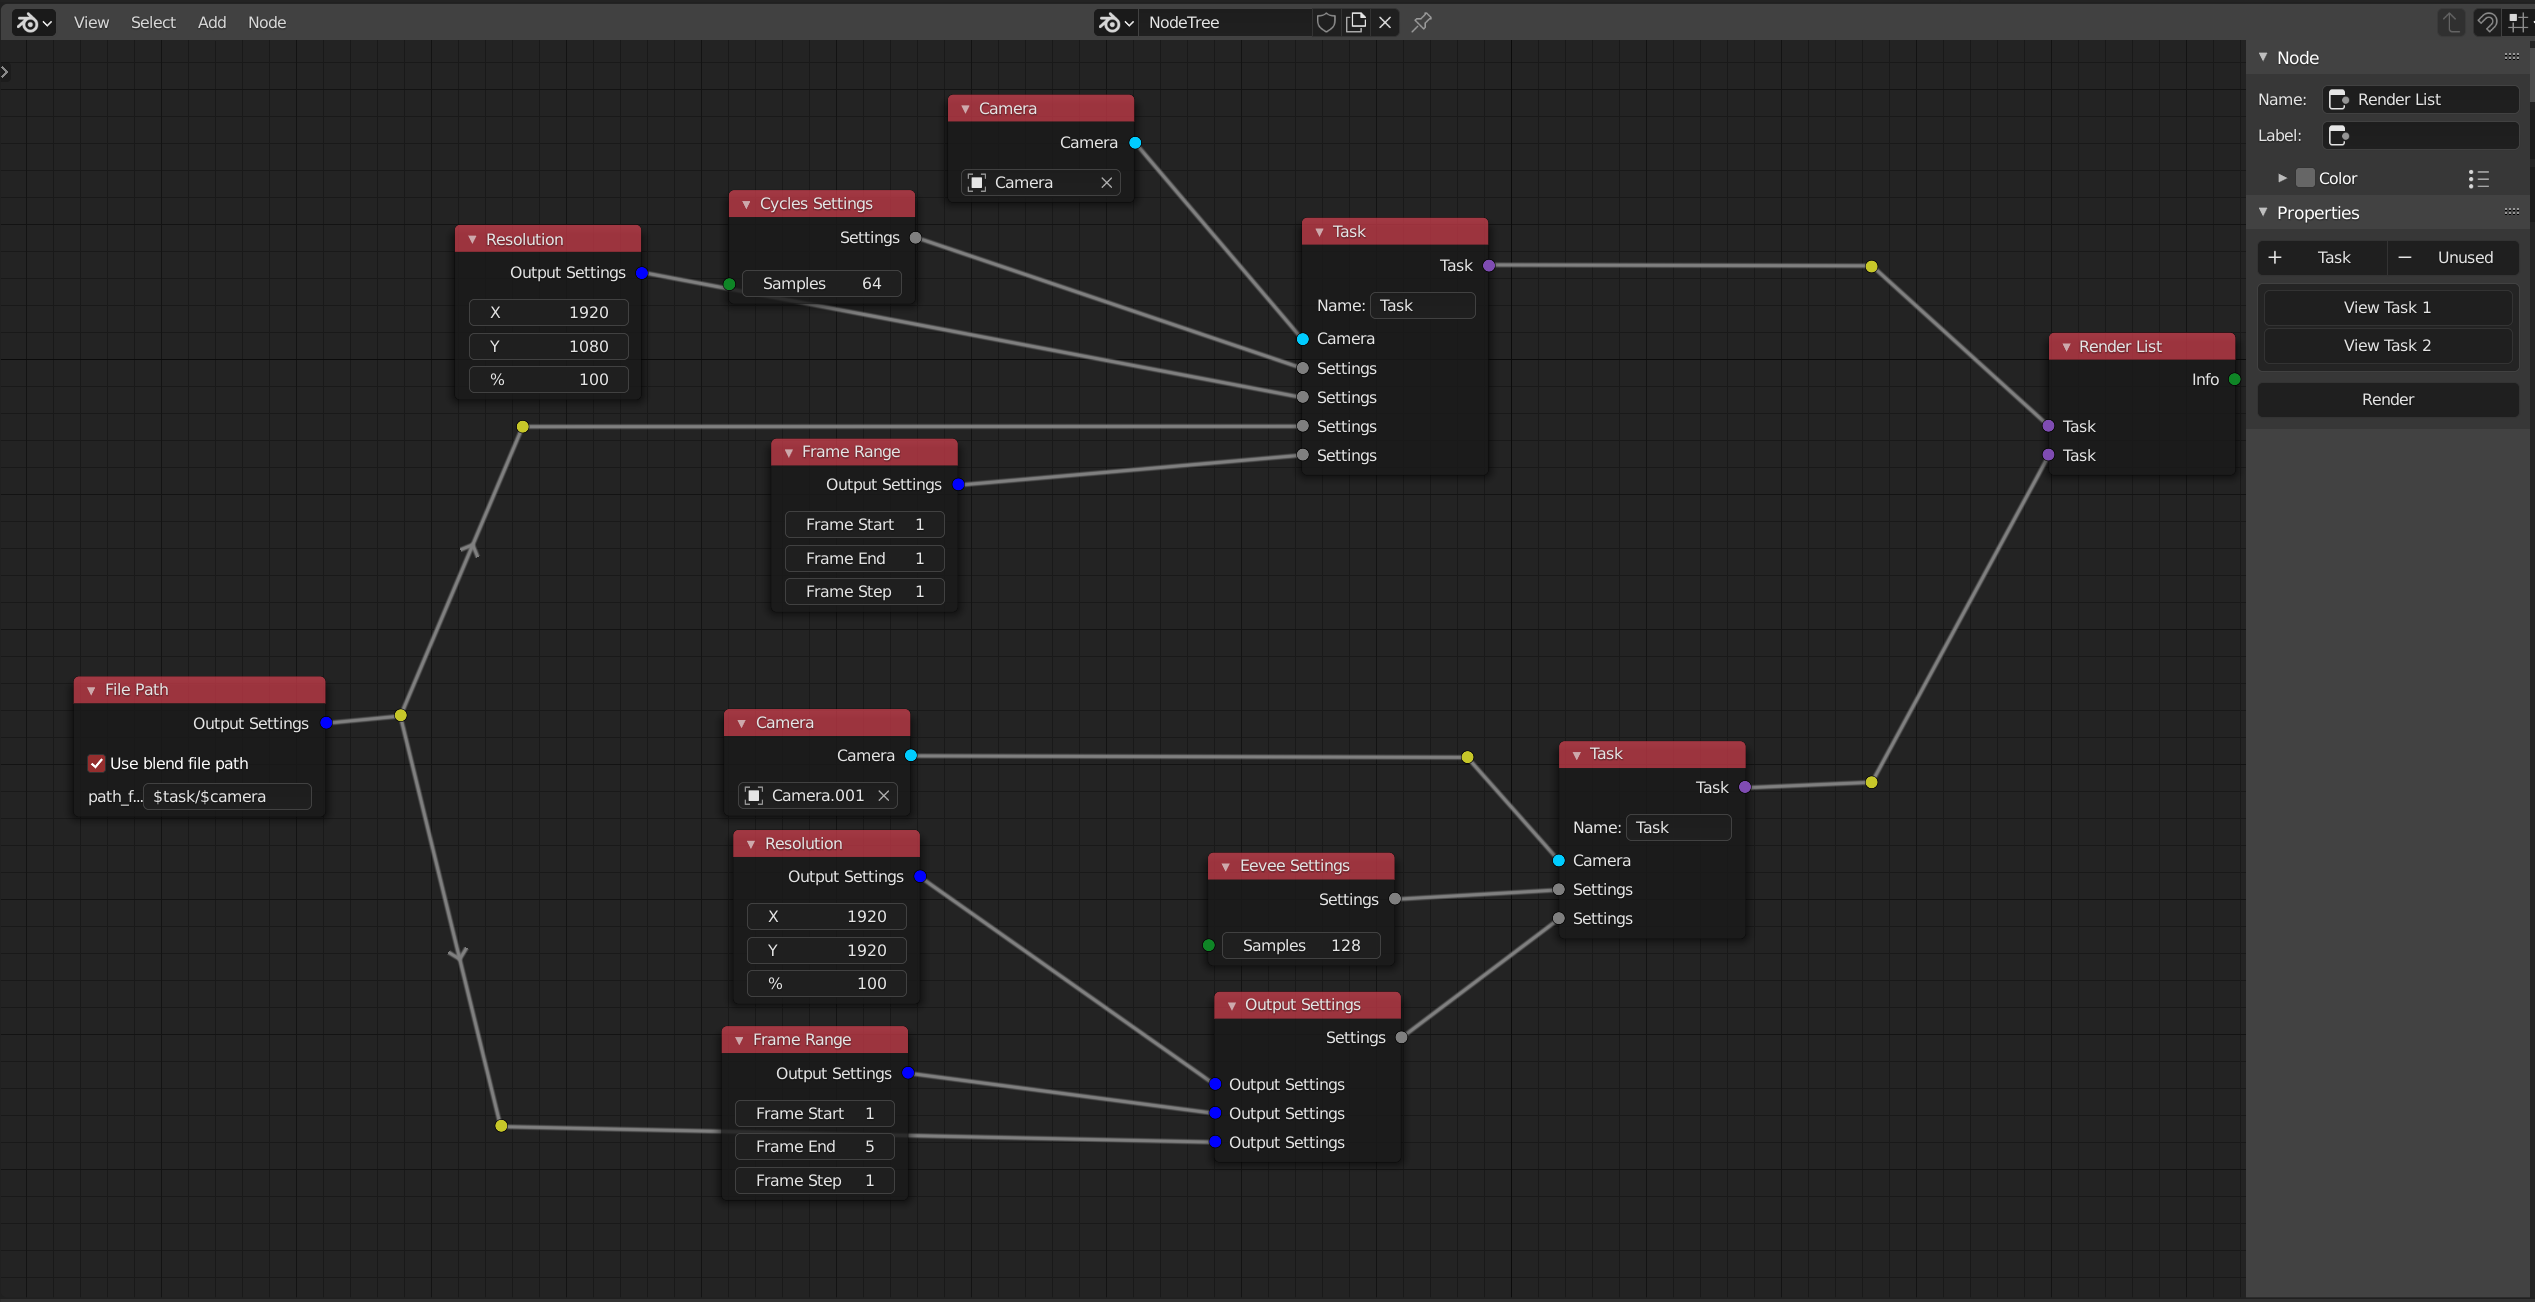 View Select Add Node
NodeTree
Camera
Camera
Camera
Cycles Settings
Settings
Samples 64
Resolution
Output Settings
X 1920
Y 1080
% 100
Task
Task
Name: Task
Camera
Settings
Settings
Settings
Settings
Frame Range
Output Settings
Frame Start 1
Frame End 1
Frame Step 1
Render List
Info
Task
Task
File Path
Output Settings
Use blend file path
path_f... $task/$camera
Camera
Camera
Camera.001
Resolution
Output Settings
X 1920
Y 1920
% 100
Frame Range
Output Settings
Frame Start 1
Frame End 5
Frame Step 1
Eevee Settings
Settings
Samples 128
Output Settings
Settings
Output Settings
Output Settings
Output Settings
Task
Task
Name: Task
Camera
Settings
Settings
Node
Name: Render List
Label:
Color
Properties
+ Task − Unused
View Task 1
View Task 2
Render